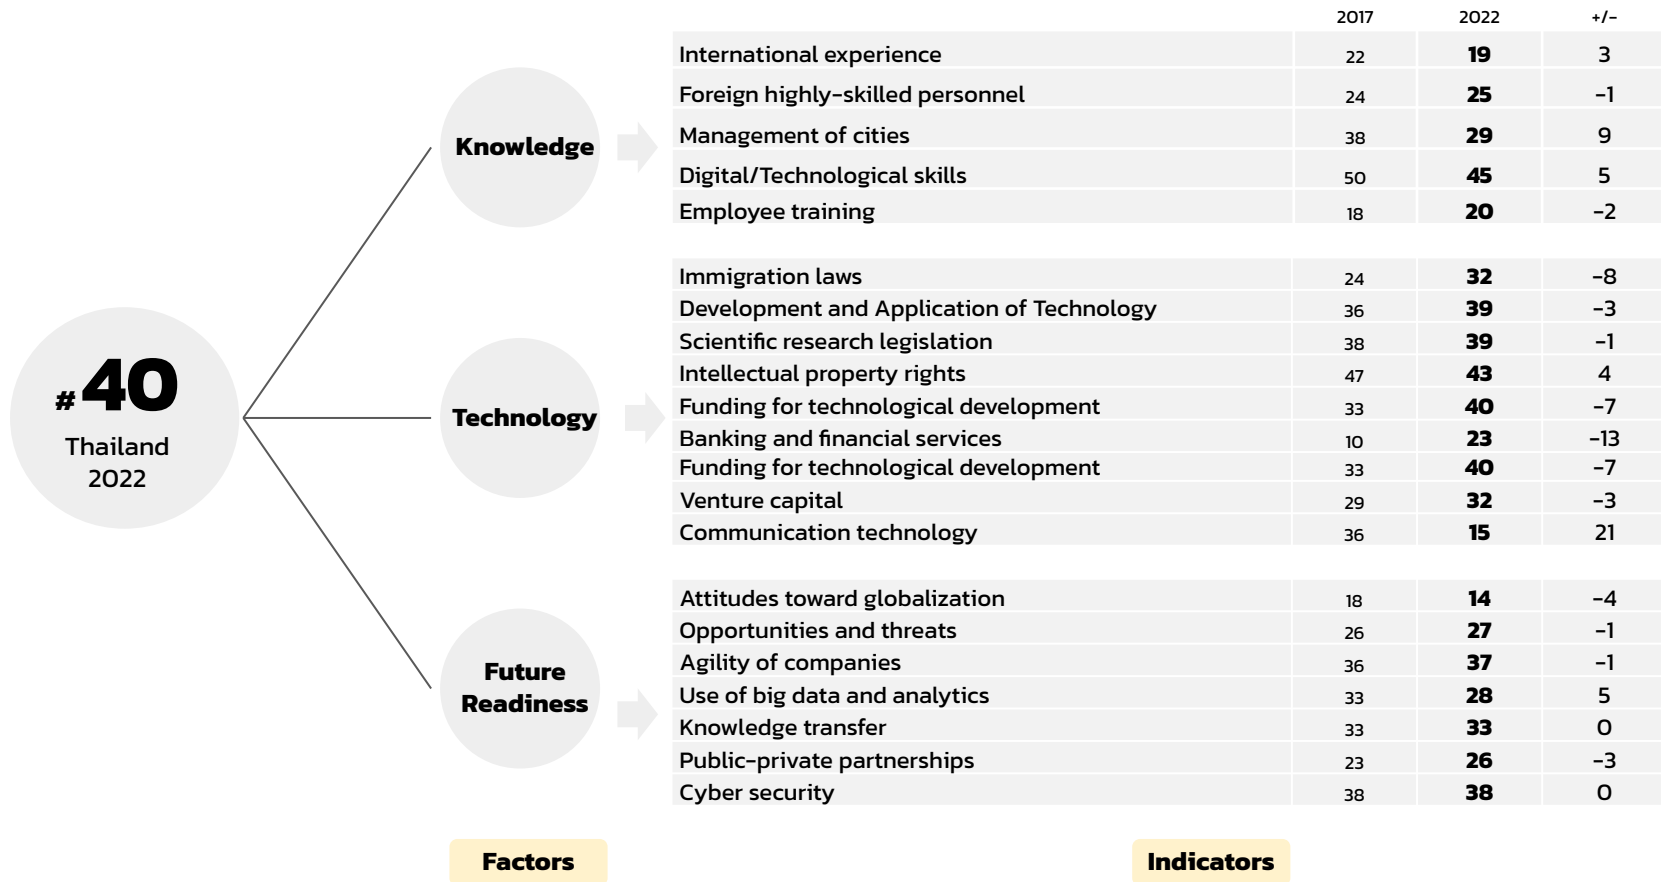 2017 2022 +/-
International experience 22 19 3
Foreign highly-skilled personnel 24 25 -1
Management of cities 38 29 9
Digital/Technological skills 50 45 5
Employee training 18 20 -2
Knowledge
Immigration laws 24 32 -8
Development and Application of Technology 36 39 -3
Scientific research legislation 38 39 -1
Intellectual property rights 47 43 4
Funding for technological development 33 40 -7
Banking and financial services 10 23 -13
Funding for technological development 33 40 -7
Venture capital 29 32 -3
Communication technology 36 15 21
Technology
#40
Thailand
2022
Attitudes toward globalization 18 14 -4
Opportunities and threats 26 27 -1
Agility of companies 36 37 -1
Use of big data and analytics 33 28 5
Knowledge transfer 33 33 0
Public-private partnerships 23 26 -3
Cyber security 38 38 0
Future
Readiness
Factors
Indicators